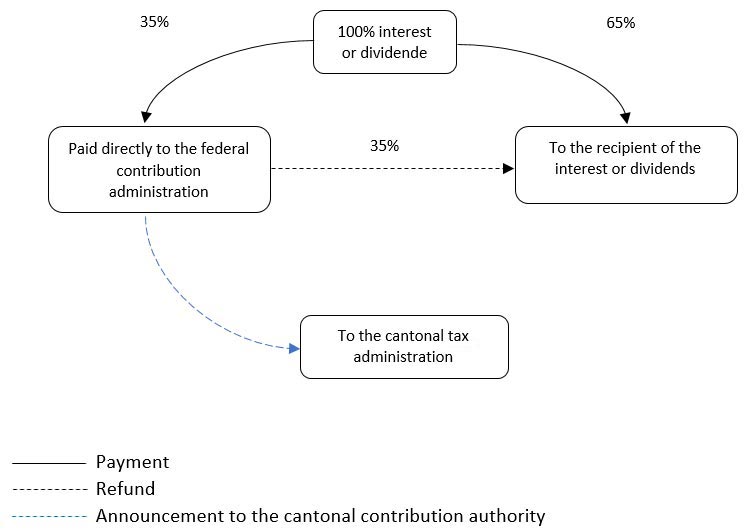 35%
100% interest
or dividende
65%
Paid directly to the federal
contribution
administration
35%
To the recipient of the
interest or dividends
To the cantonal tax
administration
Payment
Refund
Announcement to the cantonal contribution authority